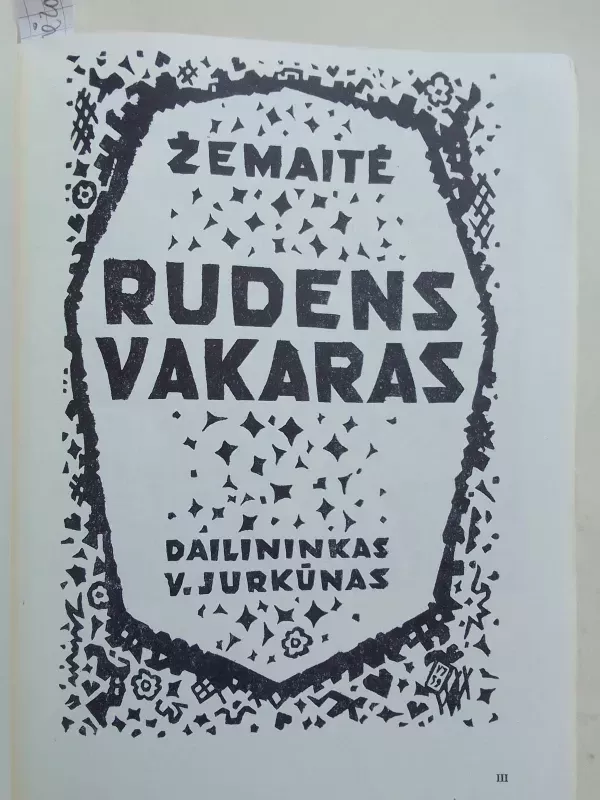 ŽEMAITĖ
RUDENS
VAKARAS
DAILININKAS
V. JURKŪNAS
III